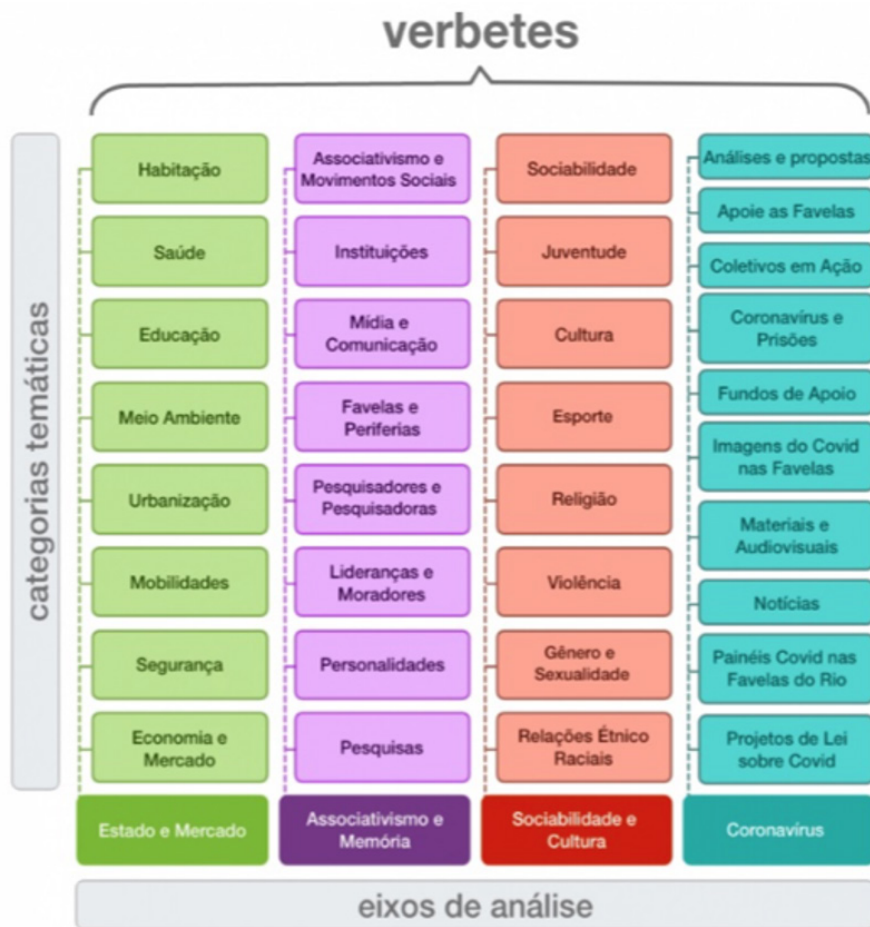 verbetes
categorias temáticas
Habitação
Saúde
Educação
Meio Ambiente
Urbanização
Mobilidades
Segurança
Economia e
Mercado
Estado e Mercado
Associativismo e
Movimentos Sociais
Instituições
Mídia e
Comunicação
Favelas e
Periferias
Pesquisadores e
Pesquisadoras
Lideranças e
Moradores
Personalidades
Pesquisas
Associativismo e
Memória
Sociabilidade
Juventude
Cultura
Esporte
Religião
Violência
Gênero e
Sexualidade
Relações Étnico
Raciais
Sociabilidade e
Cultura
Análises e propostas
Apoie as Favelas
Coletivos em Ação
Coronavírus e
Prisões
Fundos de Apoio
Imagens do Covid
nas Favelas
Materiais e
Audiovisuais
Notícias
Painéis Covid nas
Favelas do Rio
Projetos de Lei
sobre Covid
Coronavírus
eixos de análise